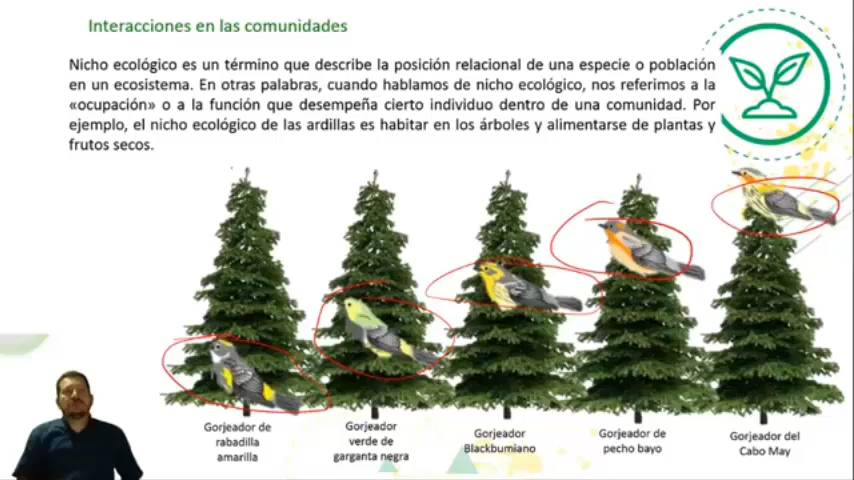 Interacciones en las comunidades
Nicho ecológico es un término que describe la posición relacional de una especie o población
en un ecosistema. En otras palabras, cuando hablamos de nicho ecológico, nos referimos a la
«ocupación» o a la función que desempeña cierto individuo dentro de una comunidad. Por
ejemplo, el nicho ecológico de las ardillas es habitar en los árboles y alimentarse de plantas y
frutos secos.
Gorjeador de
rabadilla
amarilla
Gorjeador
verde de
garganta negra
Gorjeador
Blackbumiano
Gorjeador de
pecho bayo
Gorjeador del
Cabo May